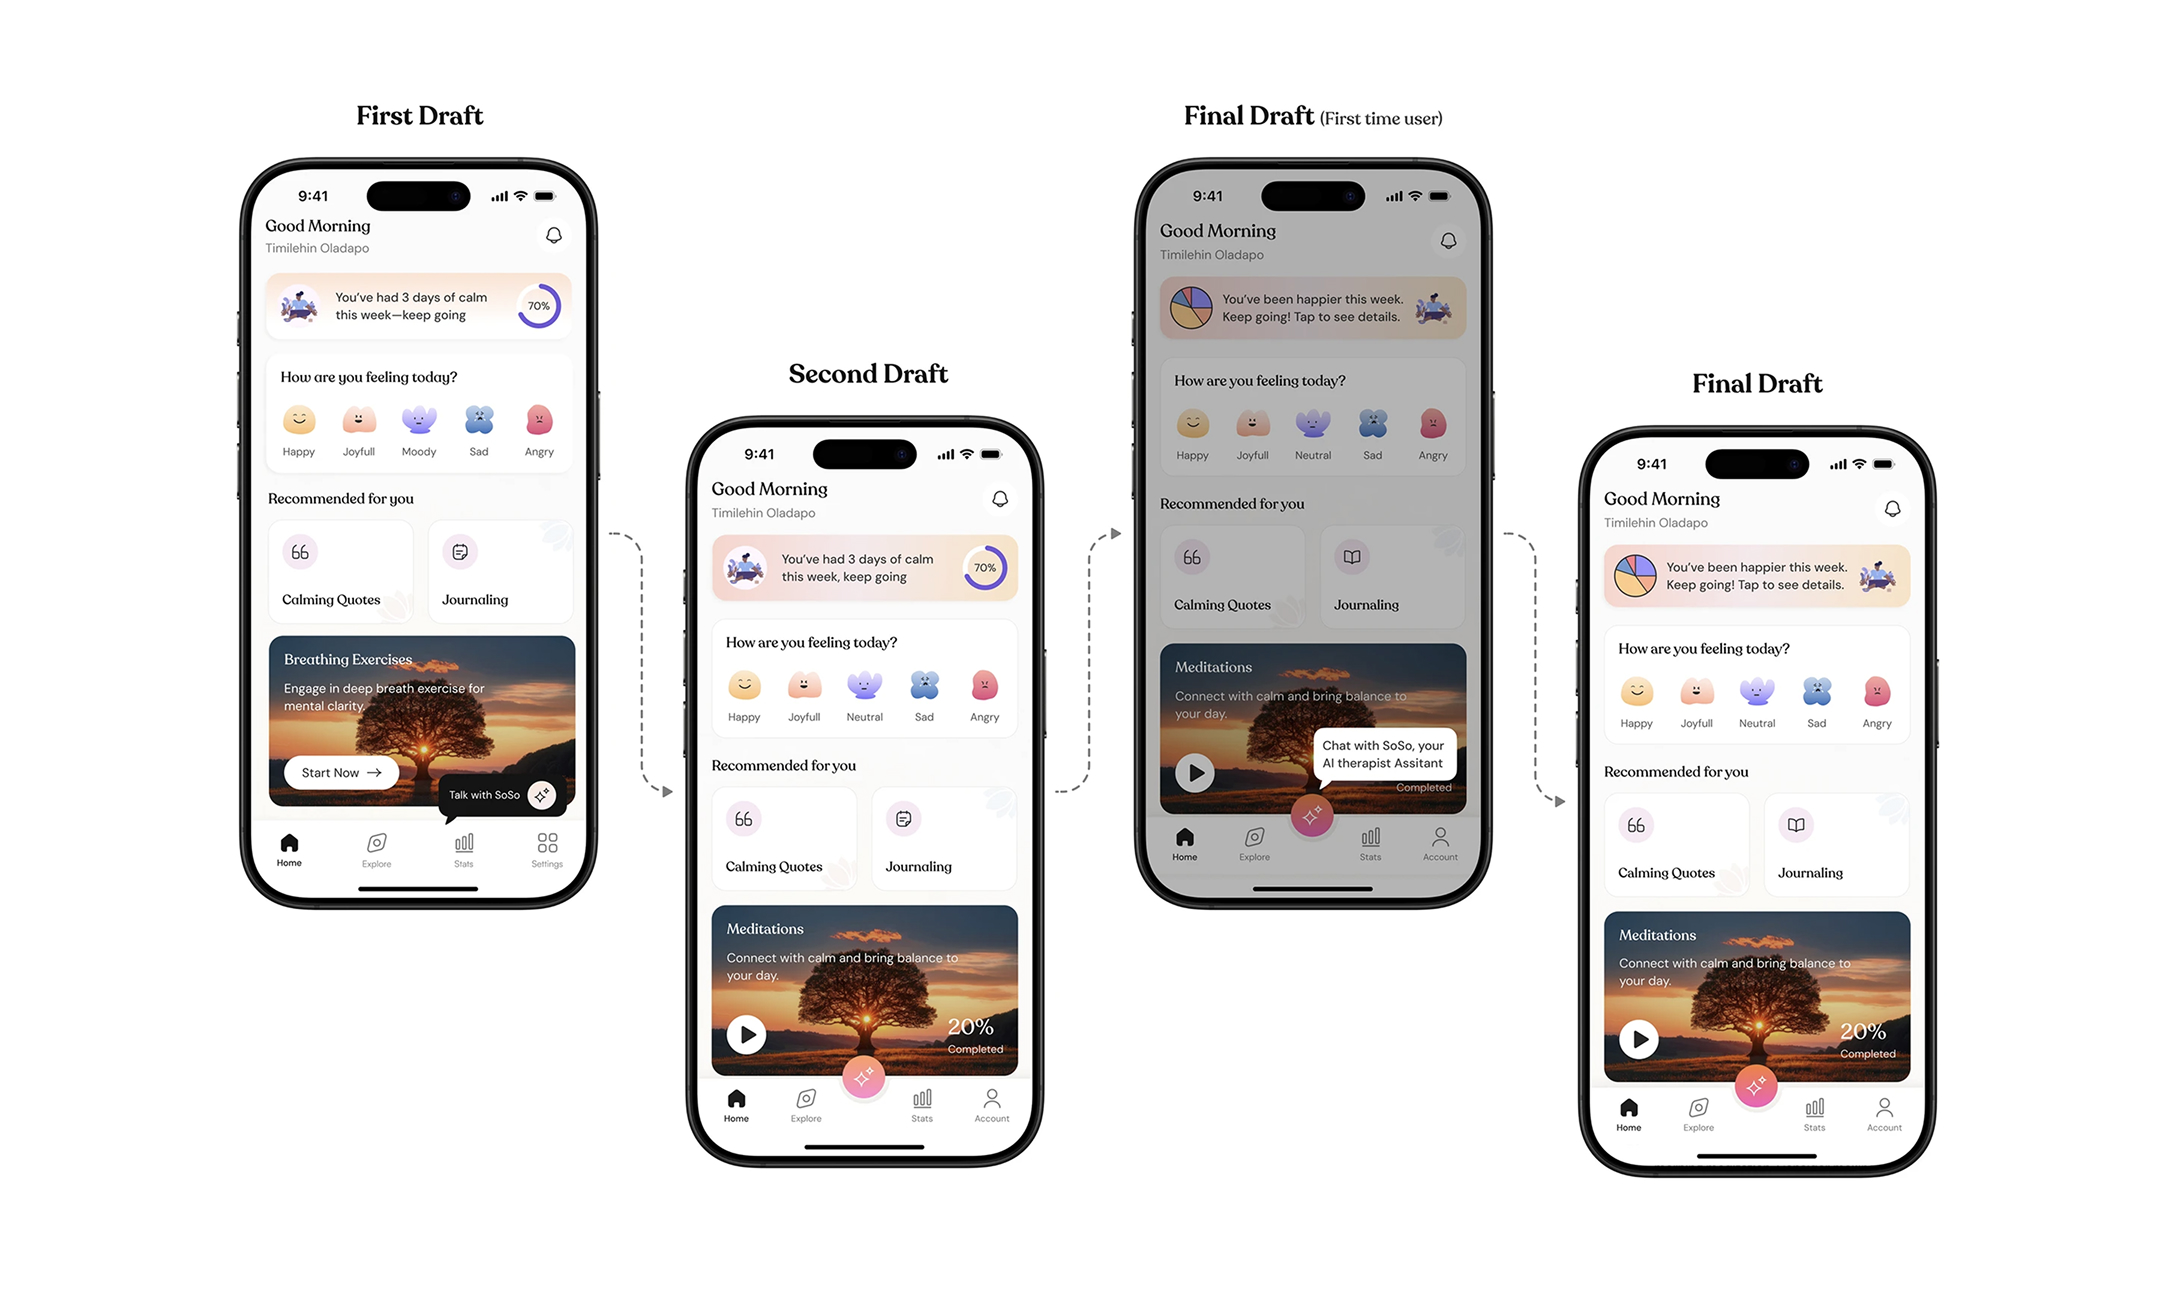 First Draft
9:41
Good Morning
Timilehin Oladapo
You've had 3 days of calm
this week—keep going
70%
How are you feeling today?
Happy
Joyfull
Moody
Sad
Angry
Recommended for you
Calming Quotes
Journaling
Breathing Exercises
Engage in deep breath exercise for
mental clarity.
Start Now
Talk with SoSo
Home
Explore
Stats
Settings
Second Draft
9:41
Good Morning
Timilehin Oladapo
You've had 3 days of calm
this week, keep going
70%
How are you feeling today?
Happy
Joyfull
Neutral
Sad
Angry
Recommended for you
Calming Quotes
Journaling
Meditations
Connect with calm and bring balance to
your day.
20%
Completed
Home
Explore
Stats
Account
Final Draft (First time user)
9:41
Good Morning
Timilehin Oladapo
You've been happier this week.
Keep going! Tap to see details.
How are you feeling today?
Happy
Joyfull
Neutral
Sad
Angry
Recommended for you
Calming Quotes
Journaling
Meditations
Connect with calm and bring balance to
your day.
Chat with SoSo, your
AI therapist Assitant
Completed
Home
Explore
Stats
Account
Final Draft
9:41
Good Morning
Timilehin Oladapo
You've been happier this week.
Keep going! Tap to see details.
How are you feeling today?
Happy
Joyfull
Neutral
Sad
Angry
Recommended for you
Calming Quotes
Journaling
Meditations
Connect with calm and bring balance to
your day.
20%
Completed
Home
Explore
Stats
Account